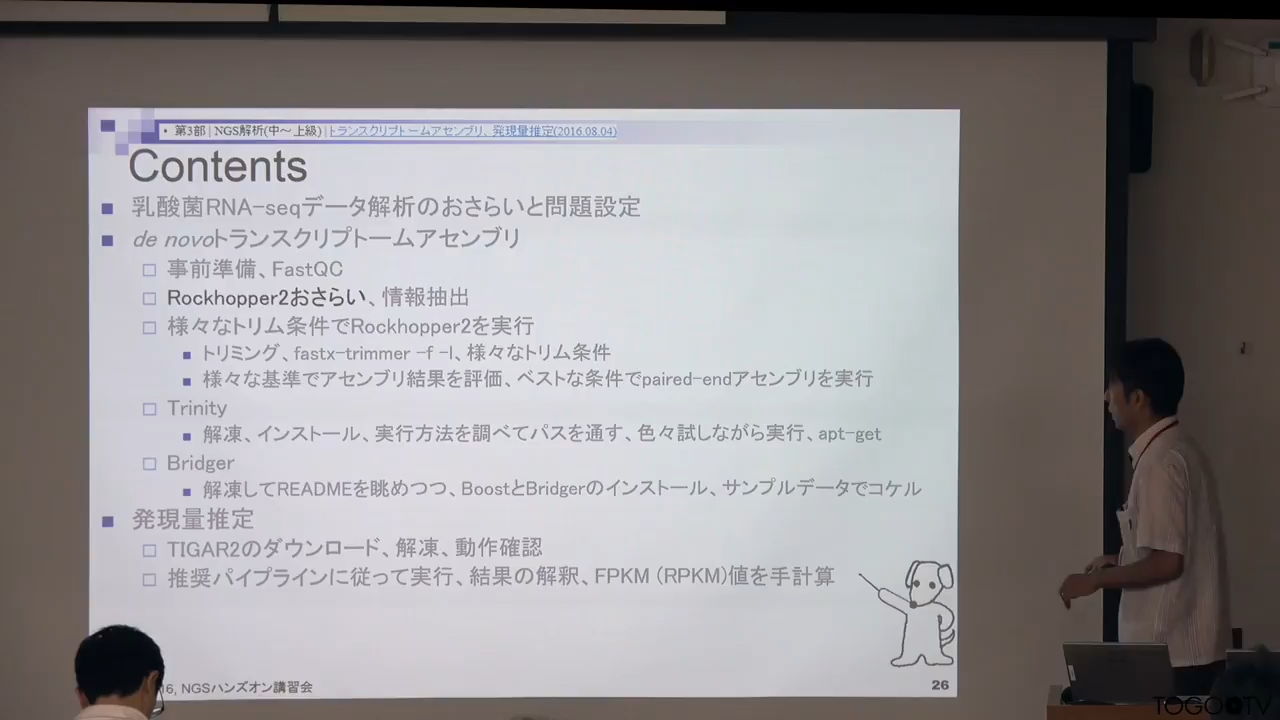 • 第3部 | NGS解析(中～上級) | トランスクリプトームアセンブリ、発現量推定(2016.08.04)
Contents
乳酸菌RNA-seqデータ解析のおさらいと問題設定
de novoトランスクリプトームアセンブリ
事前準備、FastQC
Rockhopper2おさらい、情報抽出
様々なトリム条件でRockhopper2を実行
トリミング、fastx-trimmer -f -l、様々なトリム条件
様々な基準でアセンブリ結果を評価、ベストな条件でpaired-endアセンブリを実行
Trinity
解凍、インストール、実行方法を調べてパスを通す、色々試しながら実行、apt-get
Bridger
解凍してREADMEを眺めつつ、BoostとBridgerのインストール、サンプルデータでコケル
発現量推定
TIGAR2のダウンロード、解凍、動作確認
推奨パイプラインに従って実行、結果の解釈、FPKM (RPKM)値を手計算
16, NGSハンズオン講習会
26
TOGOTV